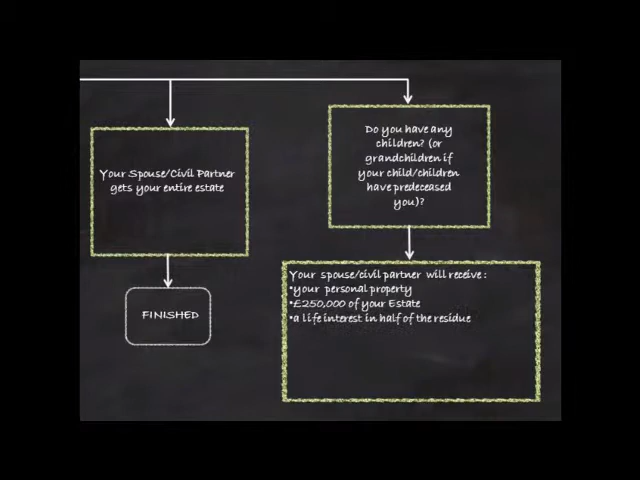 Your Spouse/Civil Partner
gets your entire estate
FINISHED
Do you have any
children? (or
grandchildren if
your child/children
have predeceased
you)?
Your spouse/civil partner will receive:
•your personal property
•£250,000 of your Estate
•a life interest in half of the residue